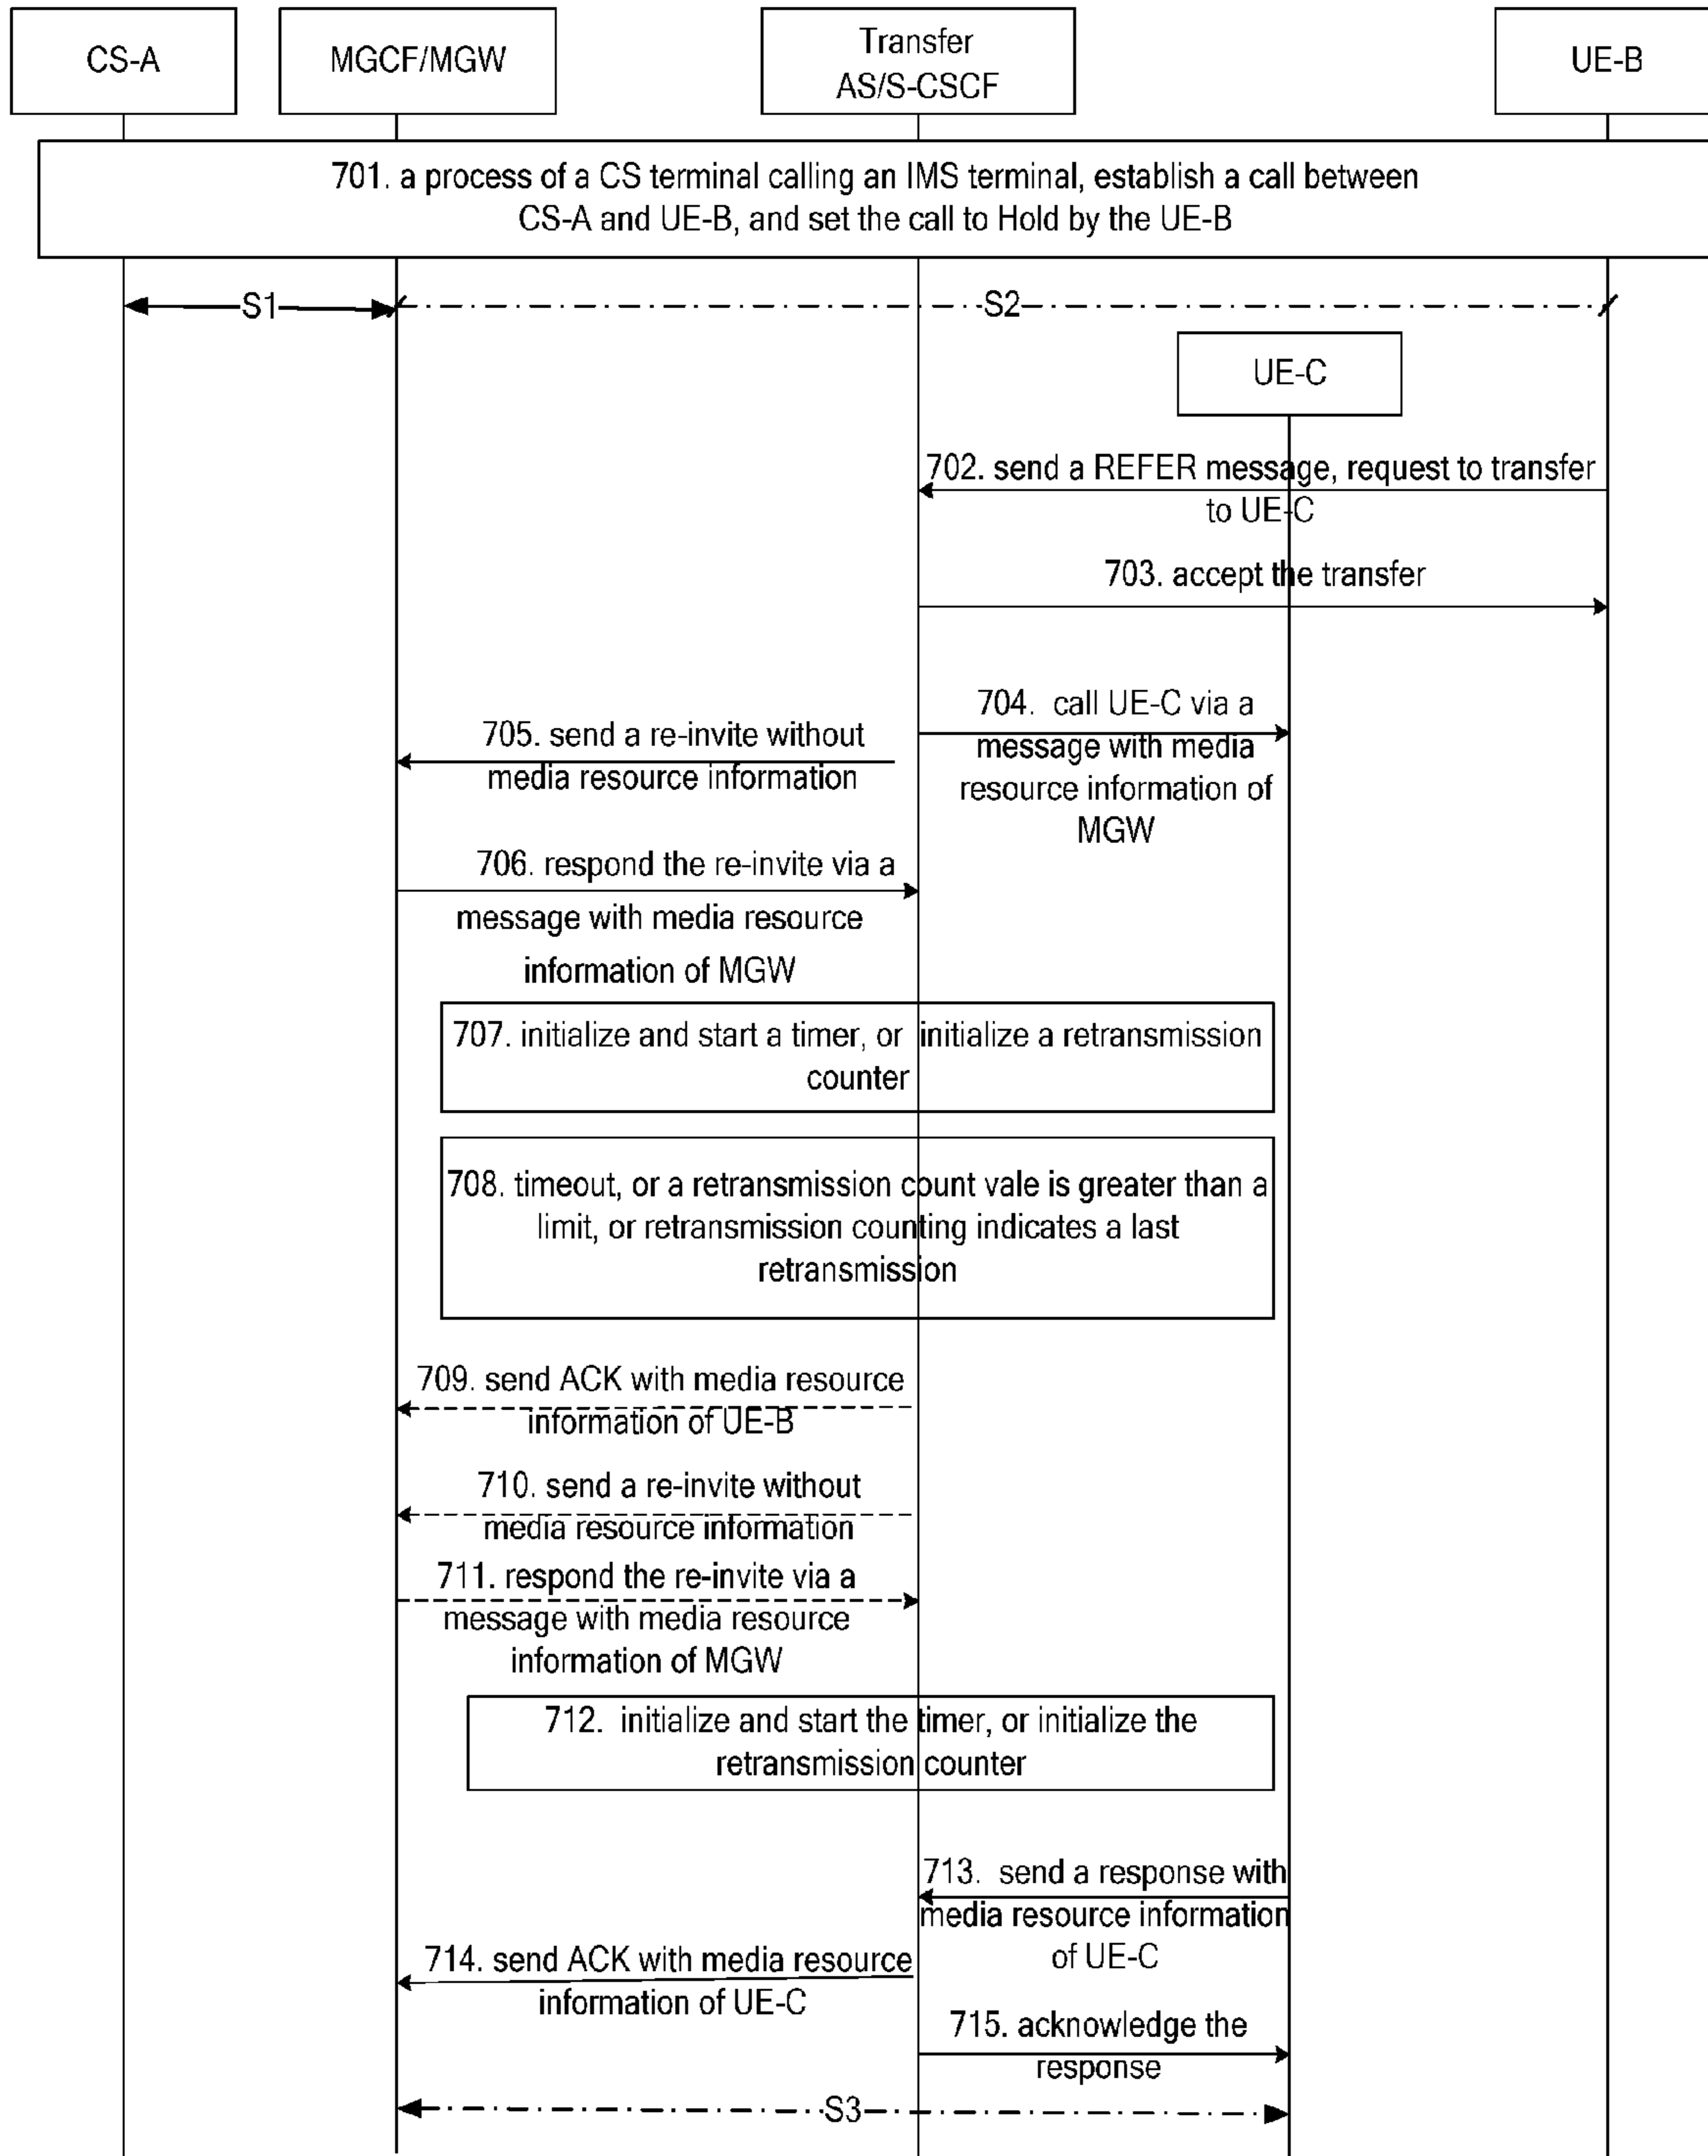 CS-A
MGCF/MGW
Transfer
AS/S-CSCF
UE-B
701. a process of a CS terminal calling an IMS terminal, establish a call between
CS-A and UE-B, and set the call to Hold by the UE-B
S1
S2
UE-C
702. send a REFER message, request to transfer
to UE-C
703. accept the transfer
704. call UE-C via a
message with media
resource information of
MGW
705. send a re-invite without
media resource information
706. respond the re-invite via a
message with media resource
information of MGW
707. initialize and start a timer, or initialize a retransmission
counter
708. timeout, or a retransmission count vale is greater than a
limit, or retransmission counting indicates a last
retransmission
709. send ACK with media resource
information of UE-B
710. send a re-invite without
media resource information
711. respond the re-invite via a
message with media resource
information of MGW
712. initialize and start the timer, or initialize the
retransmission counter
713. send a response with
media resource information
of UE-C
714. send ACK with media resource
information of UE-C
715. acknowledge the
response
S3